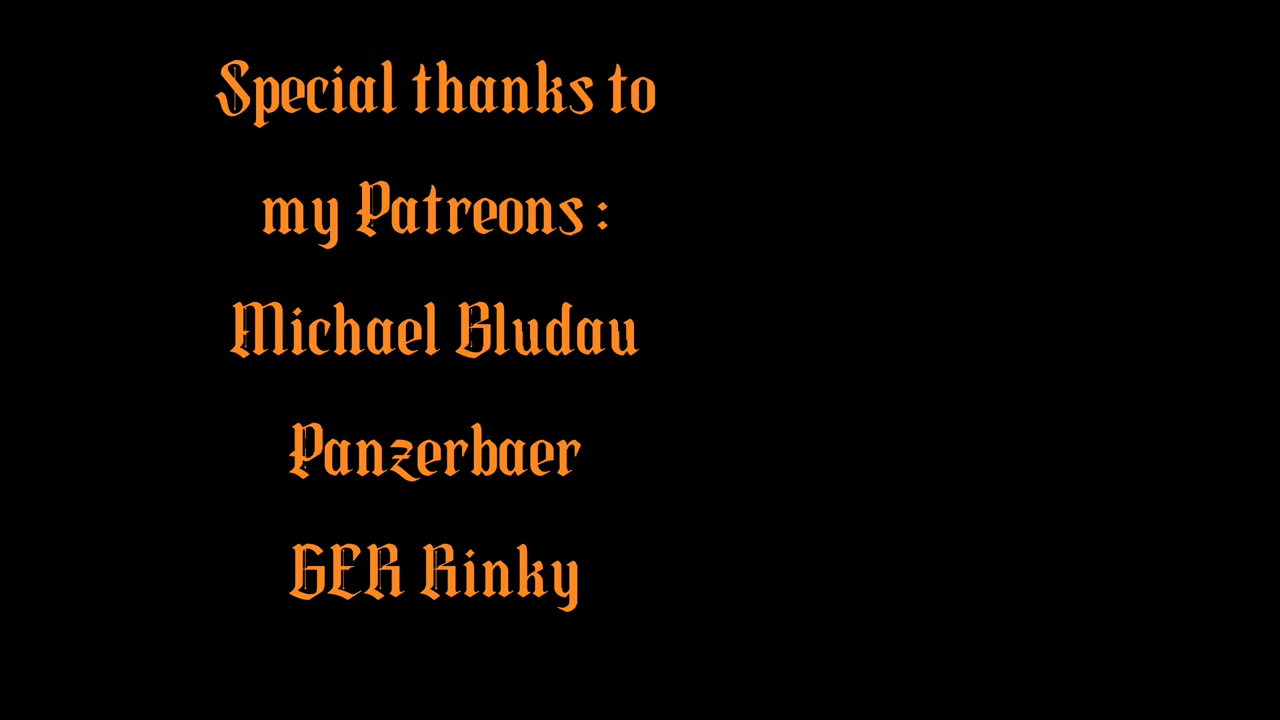 Special thanks to
my Patreons:
Michael Bludau
Panzerbaer
GER Rinky